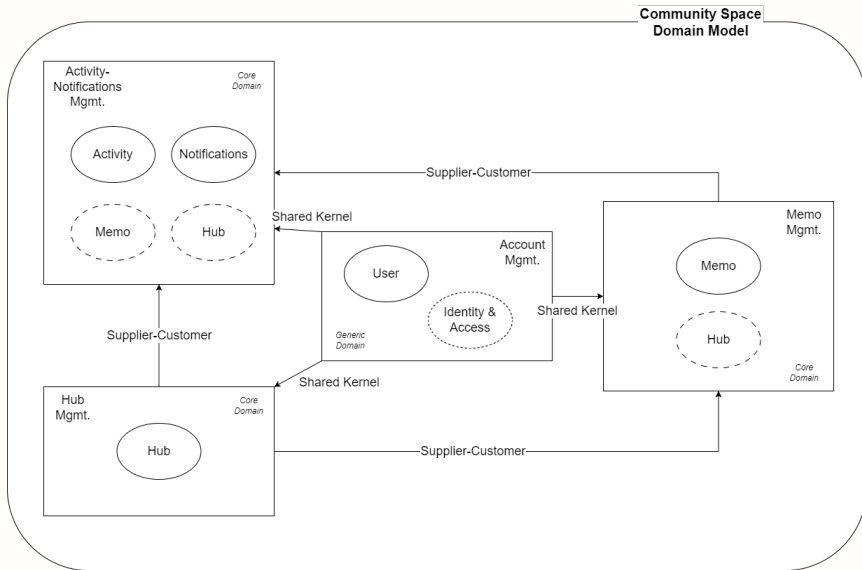 Community Space
Domain Model
Activity-
Notifications
Mgmt.
Core
Domain
Activity
Notifications
Memo
Hub
Supplier-Customer
Shared Kernel
Account
Mgmt.
User
Identity &
Access
Generic
Domain
Memo
Mgmt.
Memo
Hub
Core
Domain
Shared Kernel
Supplier-Customer
Shared Kernel
Hub
Mgmt.
Core
Domain
Hub
Supplier-Customer